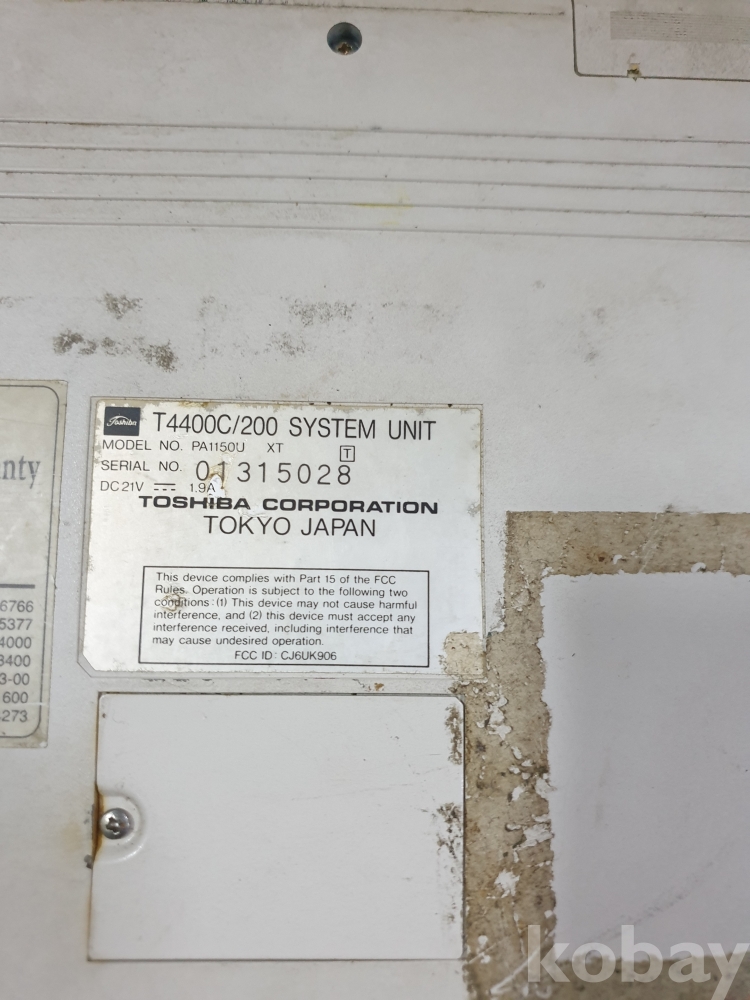 Toshiba
T4400C/200 SYSTEM UNIT
MODEL NO. PA1150U XT
T
SERIAL NO. 01315028
DC21V 1.9A
TOSHIBA CORPORATION
TOKYO JAPAN
This device complies with Part 15 of the FCC
Rules. Operation is subject to the following two
conditions: (1) This device may not cause harmful
interference, and (2) this device must accept any
interference received, including interference that
may cause undesired operation.
FCC ID: CJ6UK906
nty
6766
5377
4000
3400
3-00
1600
4273
kobay